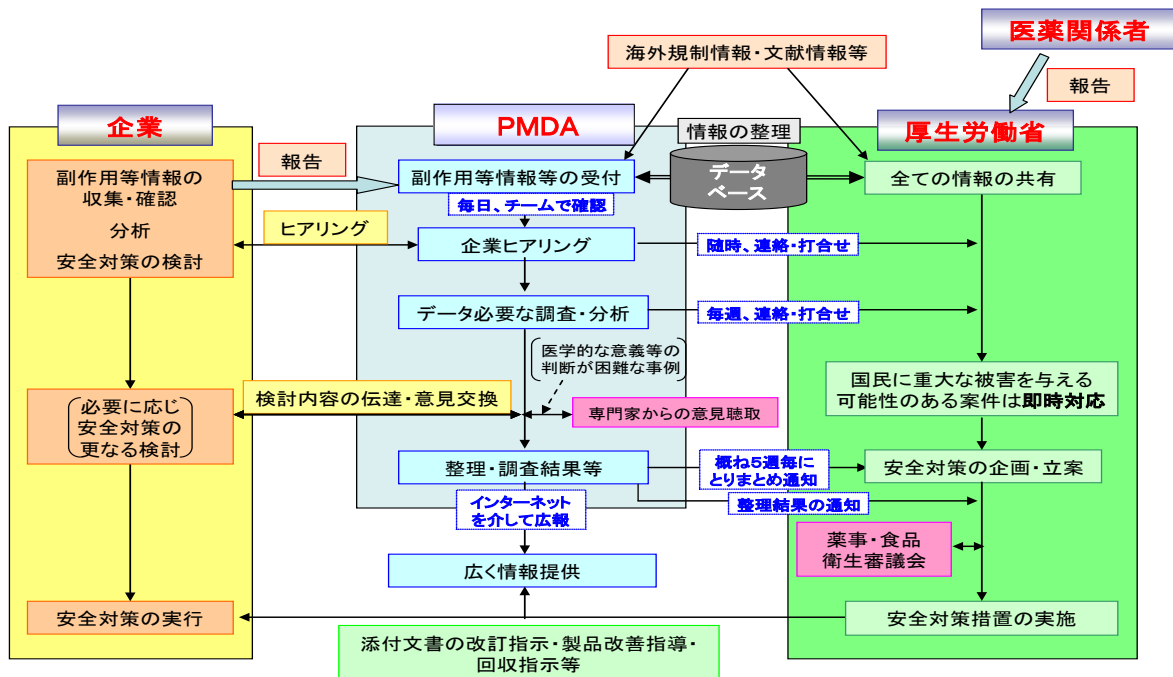 医薬関係者
海外規制情報・文献情報等
報告
企業
PMDA
情報の整理
厚生労働省
報告
副作用等情報の
収集・確認
分析
安全対策の検討
副作用等情報等の受付
データ
ベース
全ての情報の共有
毎日、チームで確認
ヒアリング
企業ヒアリング
随時、連絡・打合せ
データ必要な調査・分析
毎週、連絡・打合せ
医学的な意義等の
判断が困難な事例
国民に重大な被害を与える
可能性のある案件は即時対応
必要に応じ
安全対策の
更なる検討
検討内容の伝達・意見交換
専門家からの意見聴取
整理・調査結果等
概ね5週毎に
とりまとめ通知
安全対策の企画・立案
インターネット
を介して広報
整理結果の通知
薬事・食品
衛生審議会
広く情報提供
安全対策の実行
安全対策措置の実施
添付文書の改訂指示・製品改善指導・
回収指示等